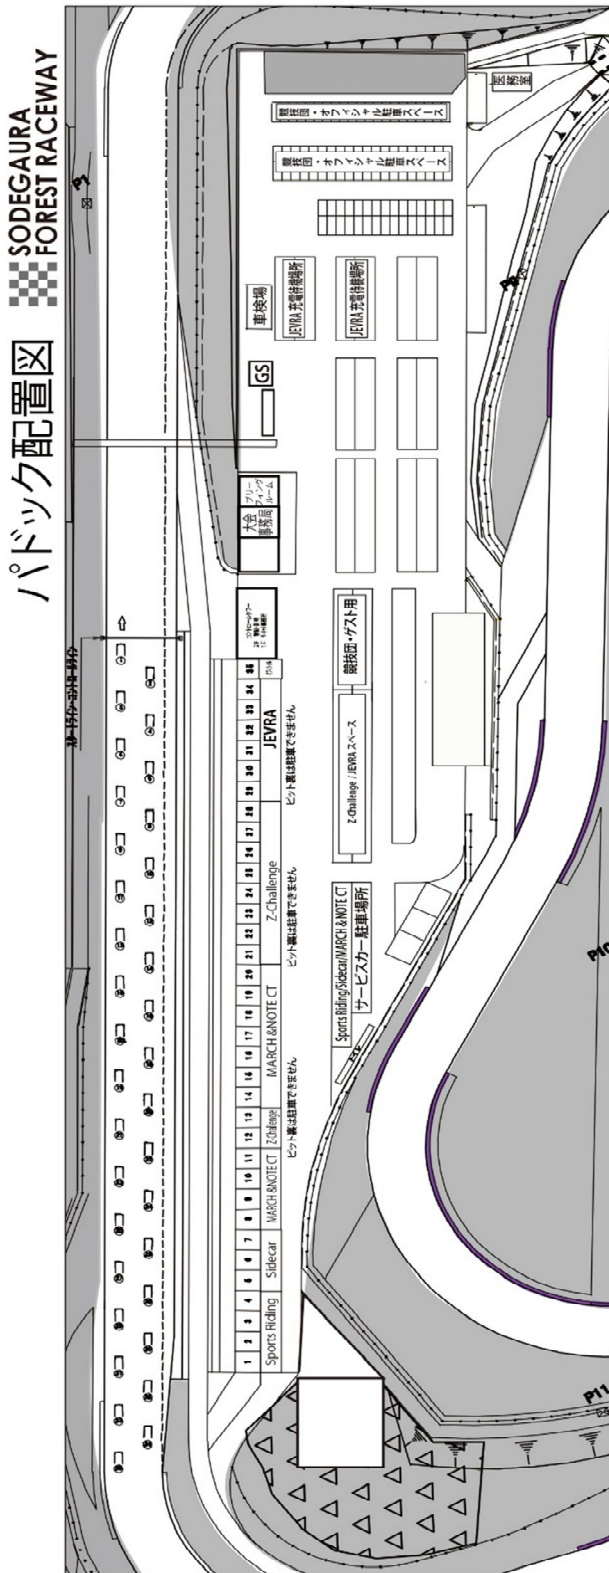 SODEGAURA
FOREST RACEWAY
パドック配置図
P1
医務室
競技団・オフィシャル駐車スペース
競技団・オフィシャル駐車スペース
車検場
JEVRA 充電待機場所
JEVRA 充電待機場所
P9
GS
ブリーフィングルーム
大会事務局
競技団・ゲスト用
Z-Challenge / JEVRA スペース
Sports Riding/Sidecar/MARCH & NOTE CT
サービスカー駐車場所
1 2 3 4 5 6 7 8 9 10 11 12 13 14 15 16 17 18 19 20 21 22 23 24 25 26 27 28 29 30 31 32 33 34 35
Sports Riding
Sidecar
MARCH &NOTE CT
Z-Challenge
MARCH &NOTE CT
Z-Challenge
JEVRA
ピット裏は駐車できません
ピット裏は駐車できません
ピット裏は駐車できません
P10
P11